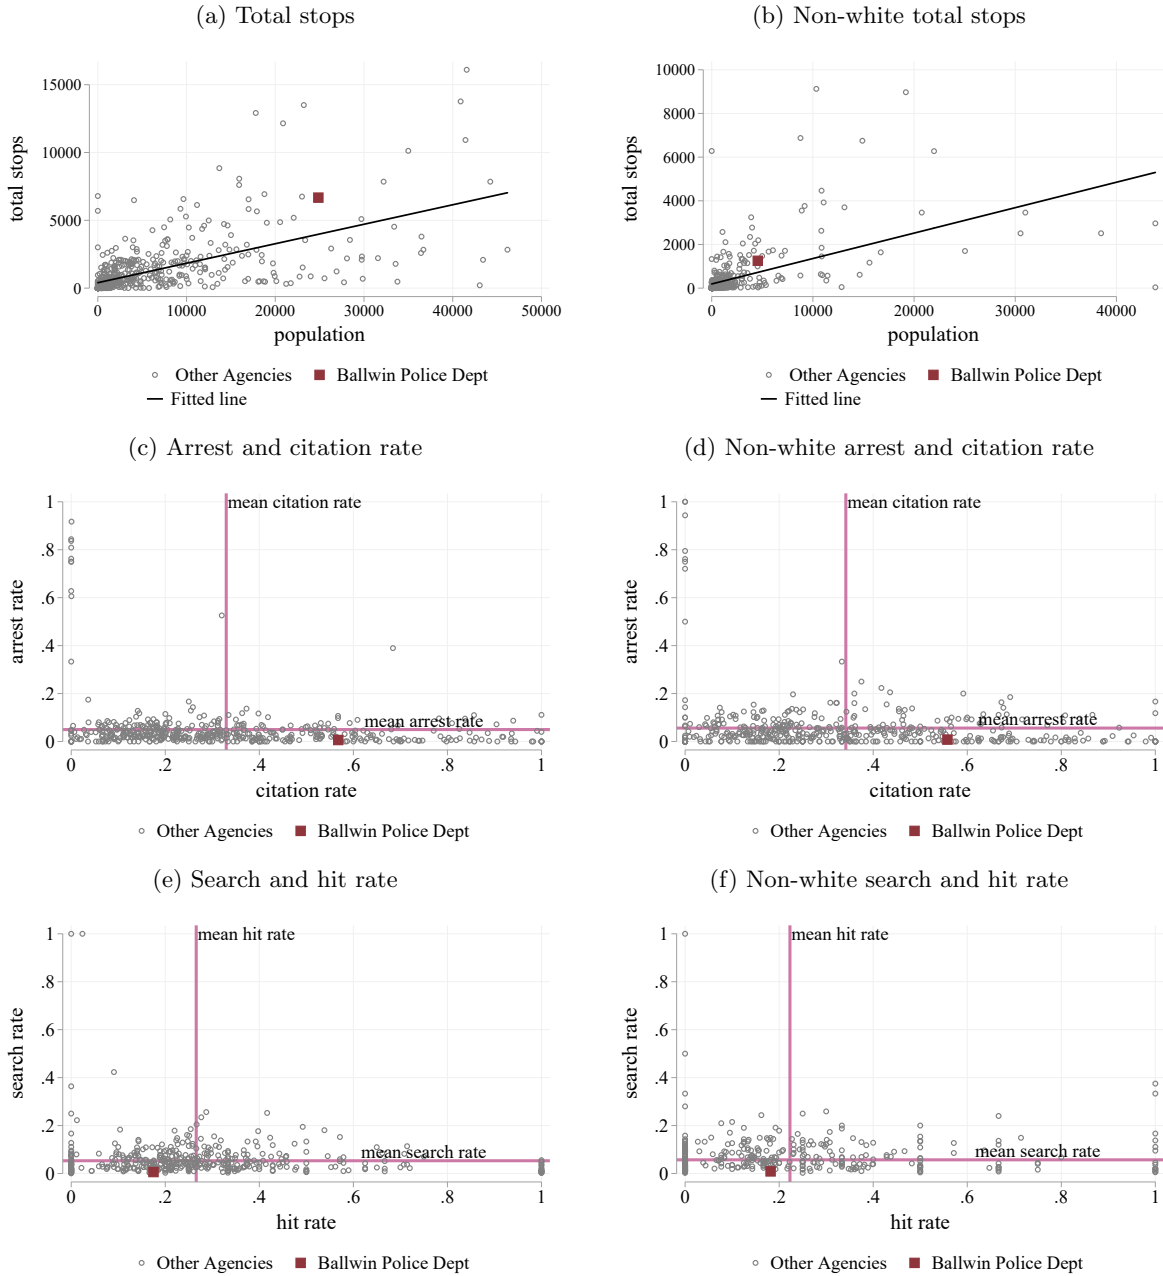 (a) Total stops
15000
10000
5000
0
total stops
0 10000 20000 30000 40000 50000
population
Other Agencies Ballwin Police Dept
Fitted line
(b) Non-white total stops
10000
8000
6000
4000
2000
0
total stops
0 10000 20000 30000 40000
population
Other Agencies Ballwin Police Dept
Fitted line
(c) Arrest and citation rate
1
.8
.6
.4
.2
0
arrest rate
mean citation rate
mean arrest rate
0 .2 .4 .6 .8 1
citation rate
Other Agencies Ballwin Police Dept
(d) Non-white arrest and citation rate
1
.8
.6
.4
.2
0
arrest rate
mean citation rate
mean arrest rate
0 .2 .4 .6 .8 1
citation rate
Other Agencies Ballwin Police Dept
(e) Search and hit rate
1
.8
.6
.4
.2
0
search rate
mean hit rate
mean search rate
0 .2 .4 .6 .8 1
hit rate
Other Agencies Ballwin Police Dept
(f) Non-white search and hit rate
1
.8
.6
.4
.2
0
search rate
mean hit rate
mean search rate
0 .2 .4 .6 .8 1
hit rate
Other Agencies Ballwin Police Dept